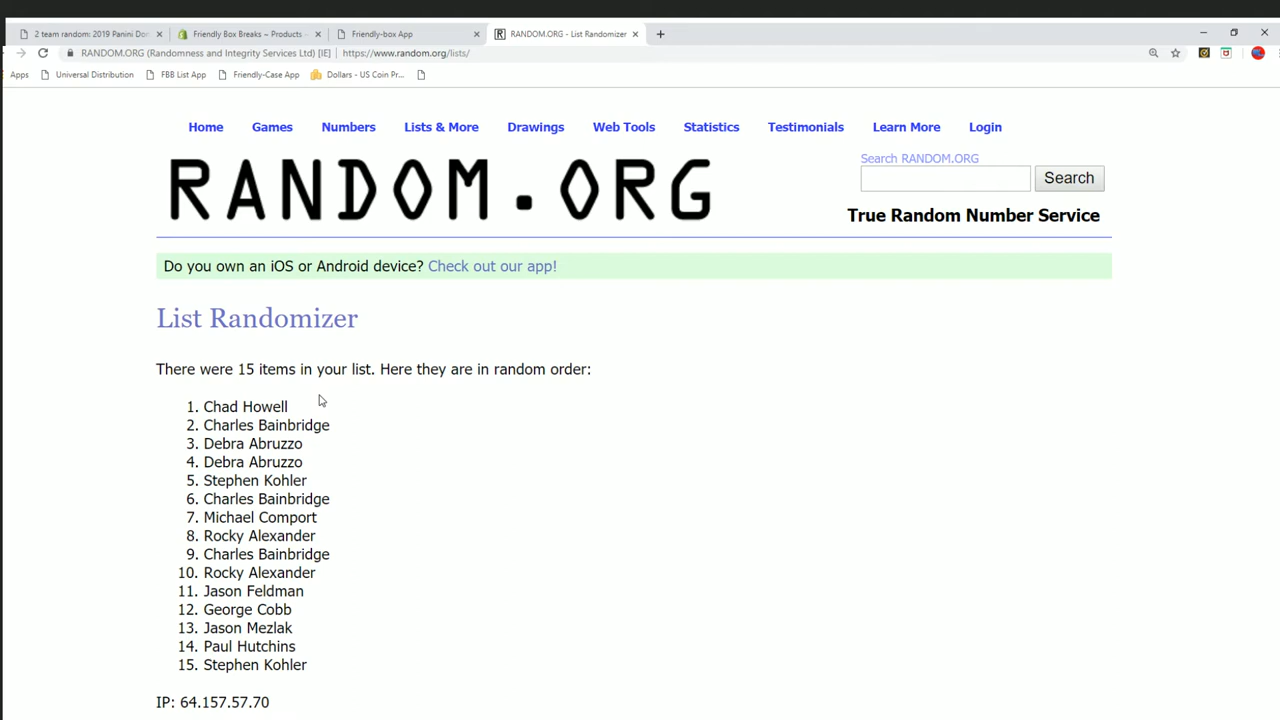 2 team random: 2019 Panini Don
Friendly Box Breaks ~ Products
Friendly-box App
RANDOM.ORG - List Randomizer
RANDOM.ORG (Randomness and Integrity Services Ltd) [IE] | https://www.random.org/lists/
Apps Universal Distribution FBB List App Friendly-Case App Dollars - US Coin Pr...
Home Games Numbers Lists & More Drawings Web Tools Statistics Testimonials Learn More Login
RANDOM.ORG
Search RANDOM.ORG
Search
True Random Number Service
Do you own an iOS or Android device? Check out our app!
List Randomizer
There were 15 items in your list. Here they are in random order:
1. Chad Howell
2. Charles Bainbridge
3. Debra Abruzzo
4. Debra Abruzzo
5. Stephen Kohler
6. Charles Bainbridge
7. Michael Comport
8. Rocky Alexander
9. Charles Bainbridge
10. Rocky Alexander
11. Jason Feldman
12. George Cobb
13. Jason Mezlak
14. Paul Hutchins
15. Stephen Kohler
IP: 64.157.57.70